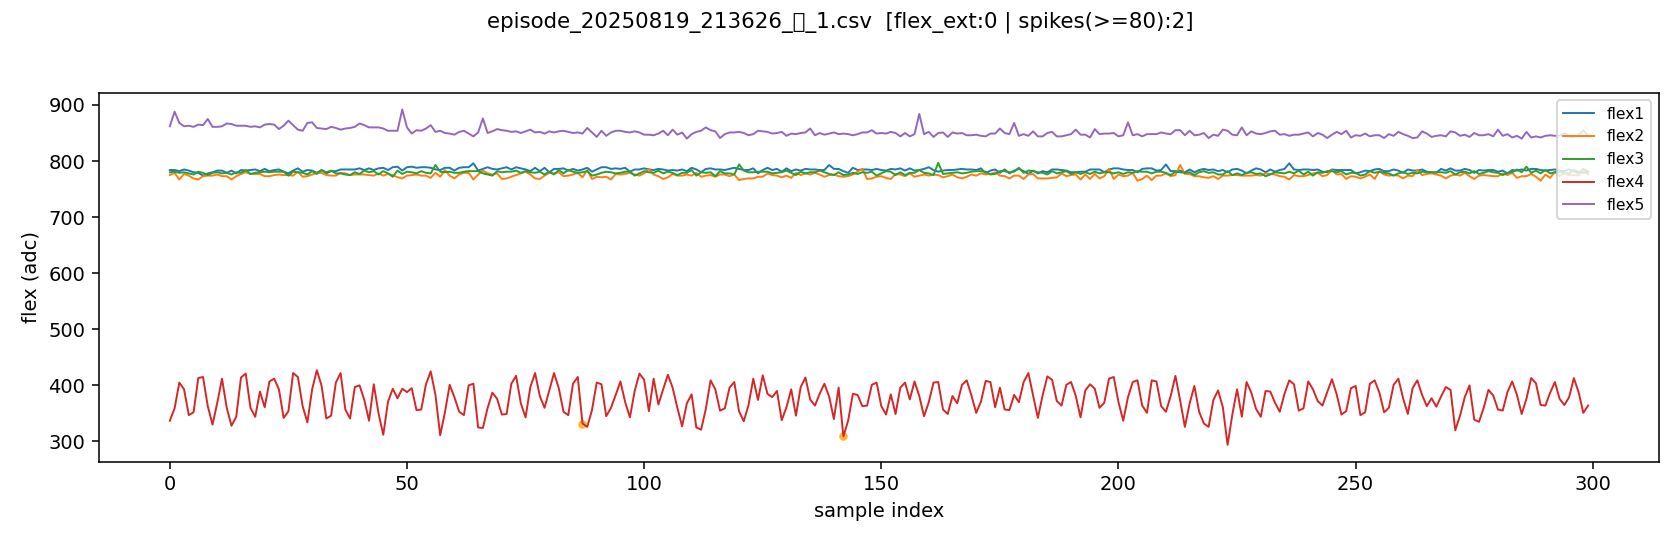 episode_20250819_213626_▯_1.csv [flex_ext:0 | spikes(>=80):2]
900
800
700
600
500
400
300
flex (adc)
0 50 100 150 200 250 300
sample index
flex1
flex2
flex3
flex4
flex5